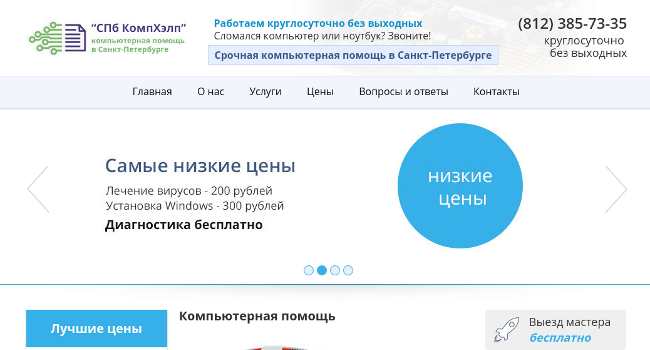 “СПб КомпХэлп”
компьютерная помощь
в Санкт-Петербурге
Работаем круглосуточно без выходных
Сломался компьютер или ноутбук? Звоните!
Срочная компьютерная помощь в Санкт-Петербурге
(812) 385-73-35
круглосуточно
без выходных
Главная О нас Услуги Цены Вопросы и ответы Контакты
Самые низкие цены
Лечение вирусов - 200 рублей
Установка Windows - 300 рублей
Диагностика бесплатно
низкие
цены
Лучшие цены
Компьютерная помощь
Выезд мастера
бесплатно